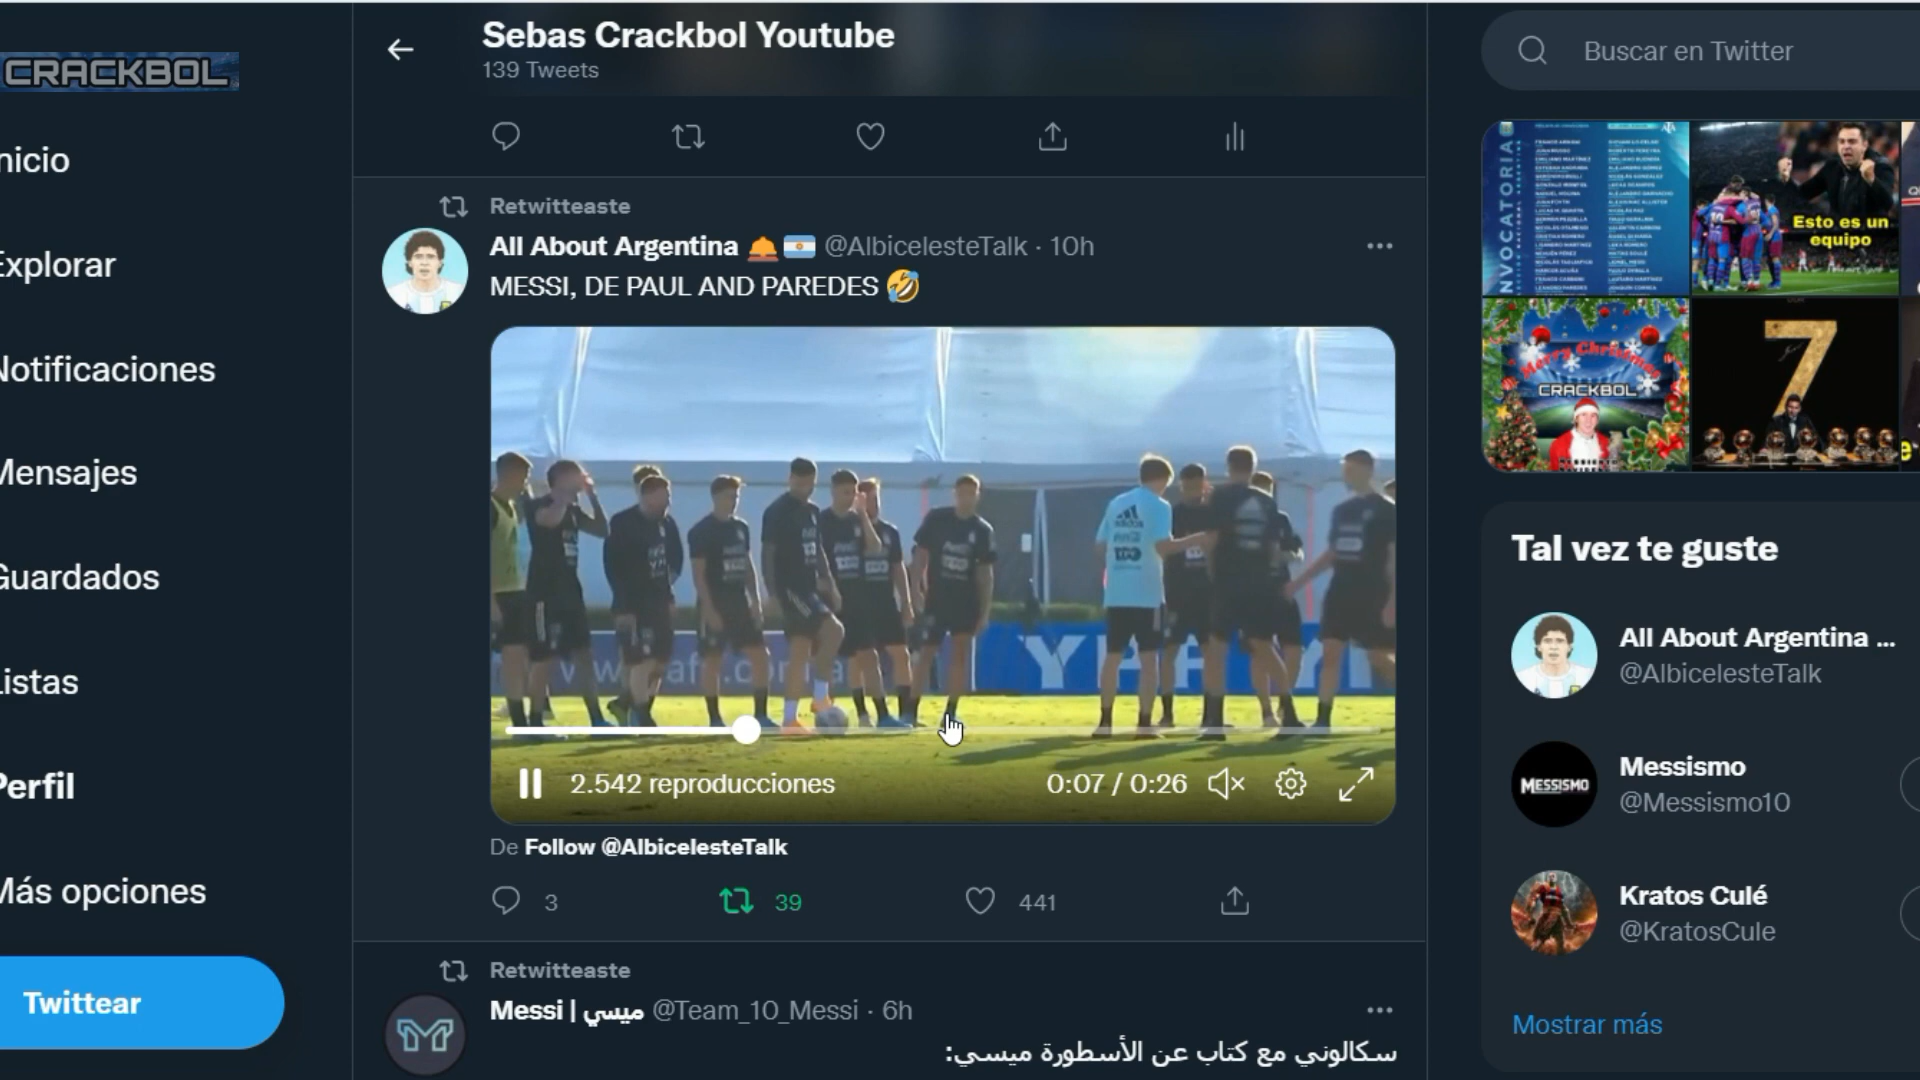 Sebas Crackbol Youtube
139 Tweets
Buscar en Twitter
CRACKBOL
nicio
Explorar
Notificaciones
Mensajes
Guardados
Listas
Perfil
Más opciones
Twittear
Retwitteaste
All About Argentina 🛎️🇦🇷 @AlbicelesteTalk · 10h
MESSI, DE PAUL AND PAREDES 🤣
2.542 reproducciones
0:07 / 0:26
De Follow @AlbicelesteTalk
3
39
441
Retwitteaste
Messi | ميسي @Team_10_Messi · 6h
سكالوني مع كتاب عن الأسطورة ميسي:
Esto es un
equipo
Merry Christmas
CRACKBOL
7
Tal vez te guste
All About Argentina ...
@AlbicelesteTalk
MESSISMO
Messismo
@Messismo10
Kratos Culé
@KratosCule
Mostrar más